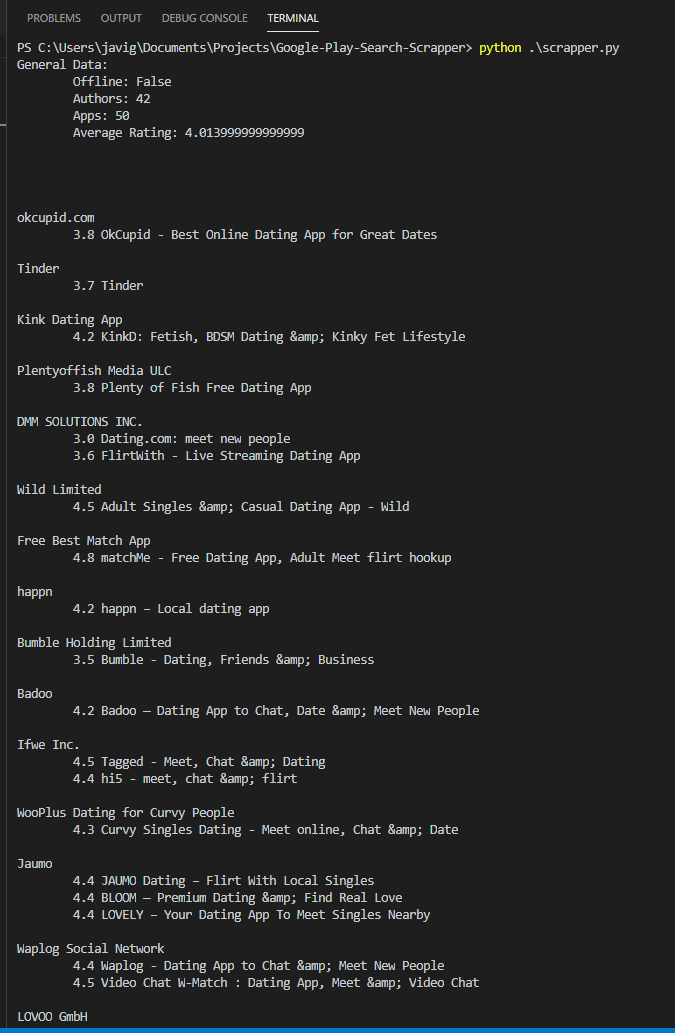 PROBLEMS OUTPUT DEBUG CONSOLE TERMINAL
PS C:\Users\javig\Documents\Projects\Google-Play-Search-Scrapper> python .\scrapper.py
General Data:
Offline: False
Authors: 42
Apps: 50
Average Rating: 4.013999999999999
okcupid.com
3.8 OkCupid - Best Online Dating App for Great Dates
Tinder
3.7 Tinder
Kink Dating App
4.2 KinkD: Fetish, BDSM Dating &amp; Kinky Fet Lifestyle
Plentyoffish Media ULC
3.8 Plenty of Fish Free Dating App
DMM SOLUTIONS INC.
3.0 Dating.com: meet new people
3.6 FlirtWith - Live Streaming Dating App
Wild Limited
4.5 Adult Singles &amp; Casual Dating App - Wild
Free Best Match App
4.8 matchMe - Free Dating App, Adult Meet flirt hookup
happn
4.2 happn – Local dating app
Bumble Holding Limited
3.5 Bumble - Dating, Friends &amp; Business
Badoo
4.2 Badoo — Dating App to Chat, Date &amp; Meet New People
Ifwe Inc.
4.5 Tagged - Meet, Chat &amp; Dating
4.4 hi5 - meet, chat &amp; flirt
WooPlus Dating for Curvy People
4.3 Curvy Singles Dating - Meet online, Chat &amp; Date
Jaumo
4.4 JAUMO Dating – Flirt With Local Singles
4.4 BLOOM — Premium Dating &amp; Find Real Love
4.4 LOVELY – Your Dating App To Meet Singles Nearby
Waplog Social Network
4.4 Waplog - Dating App to Chat &amp; Meet New People
4.5 Video Chat W-Match : Dating App, Meet &amp; Video Chat
LOVOO GmbH